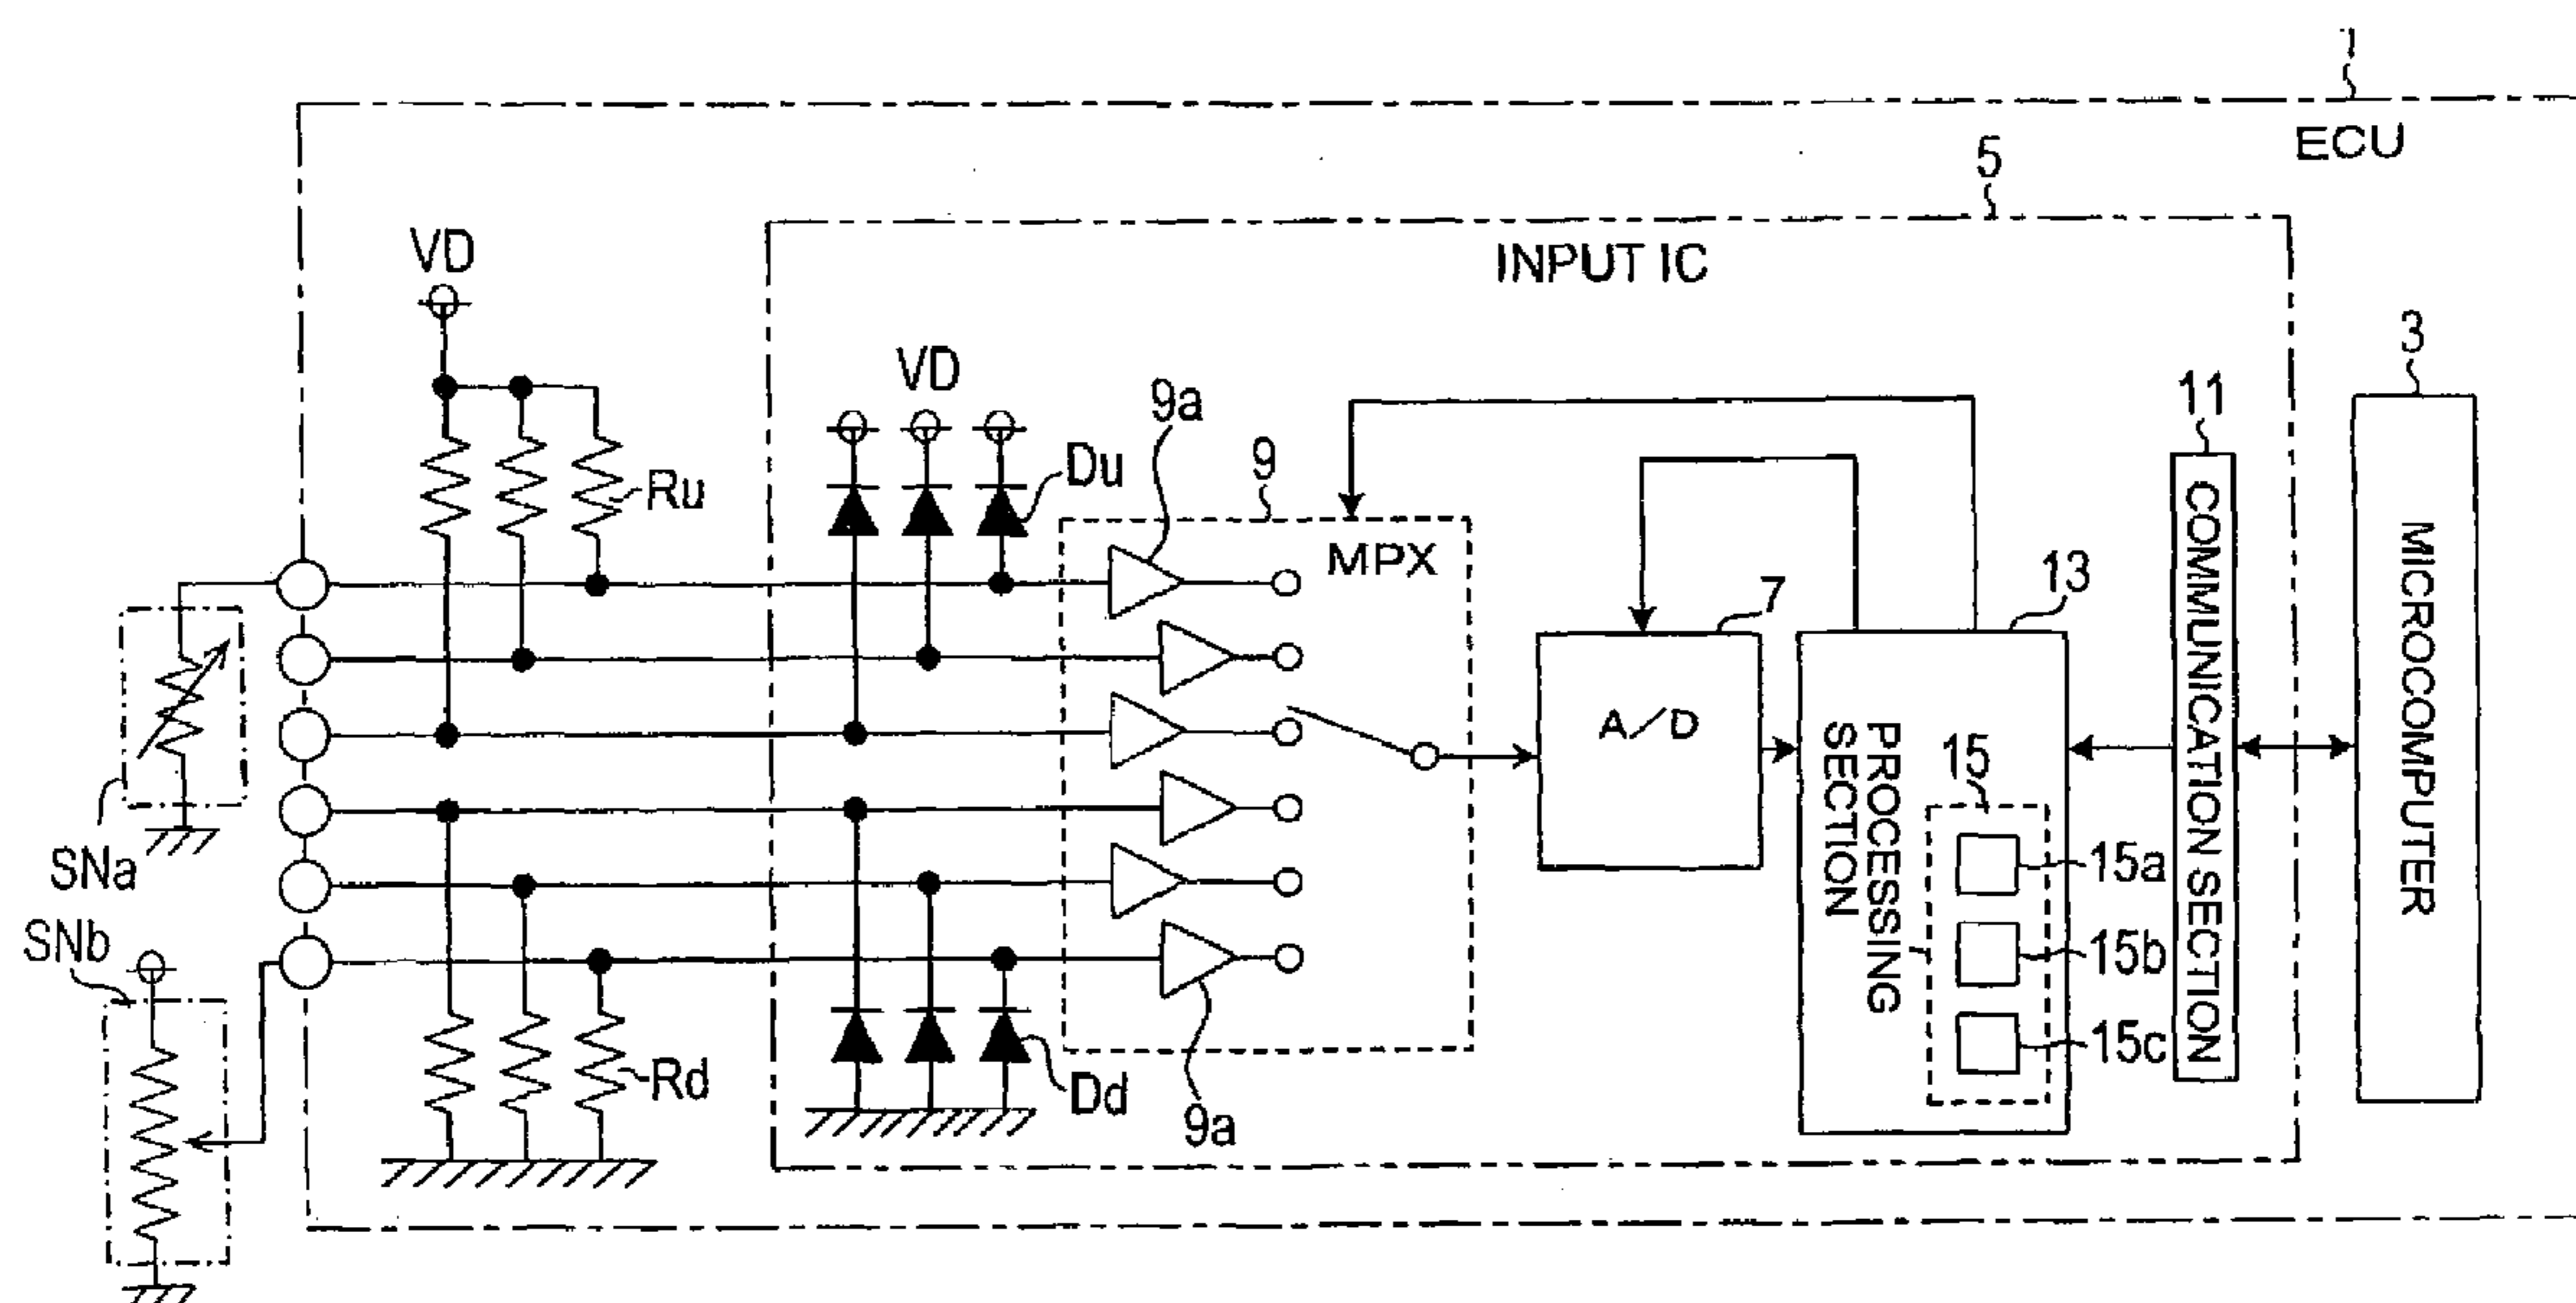 1
ECU
5
INPUT IC
VD
3
VD
9a
11
9
Du
Ru
MPX
13
7
A/D
PROCESSING
SECTION
15
15a
15b
15c
COMMUNICATION SECTION
MICROCOMPUTER
SNa
SNb
Rd
Dd
9a